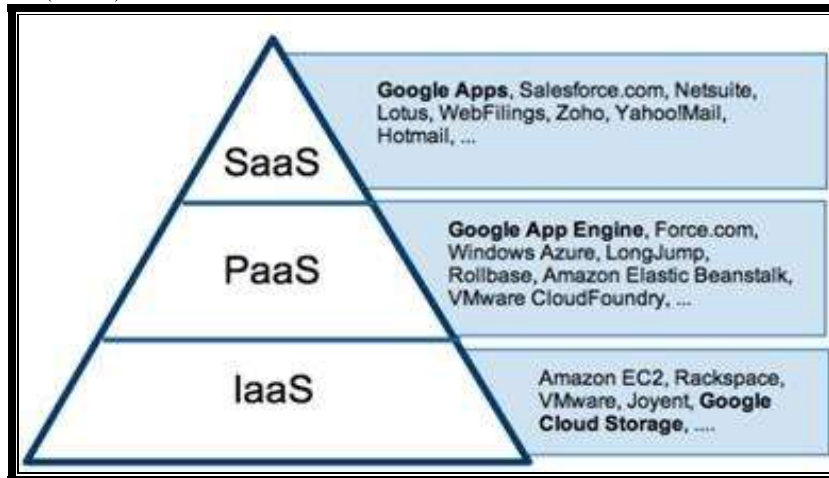 Google Apps, Salesforce.com, Netsuite,
Lotus, WebFilings, Zoho, Yahoo!Mail,
Hotmail, ...
SaaS
Google App Engine, Force.com,
Windows Azure, LongJump,
Rollbase, Amazon Elastic Beanstalk,
VMware CloudFoundry, ...
PaaS
Amazon EC2, Rackspace,
VMware, Joyent, Google
Cloud Storage, ....
IaaS